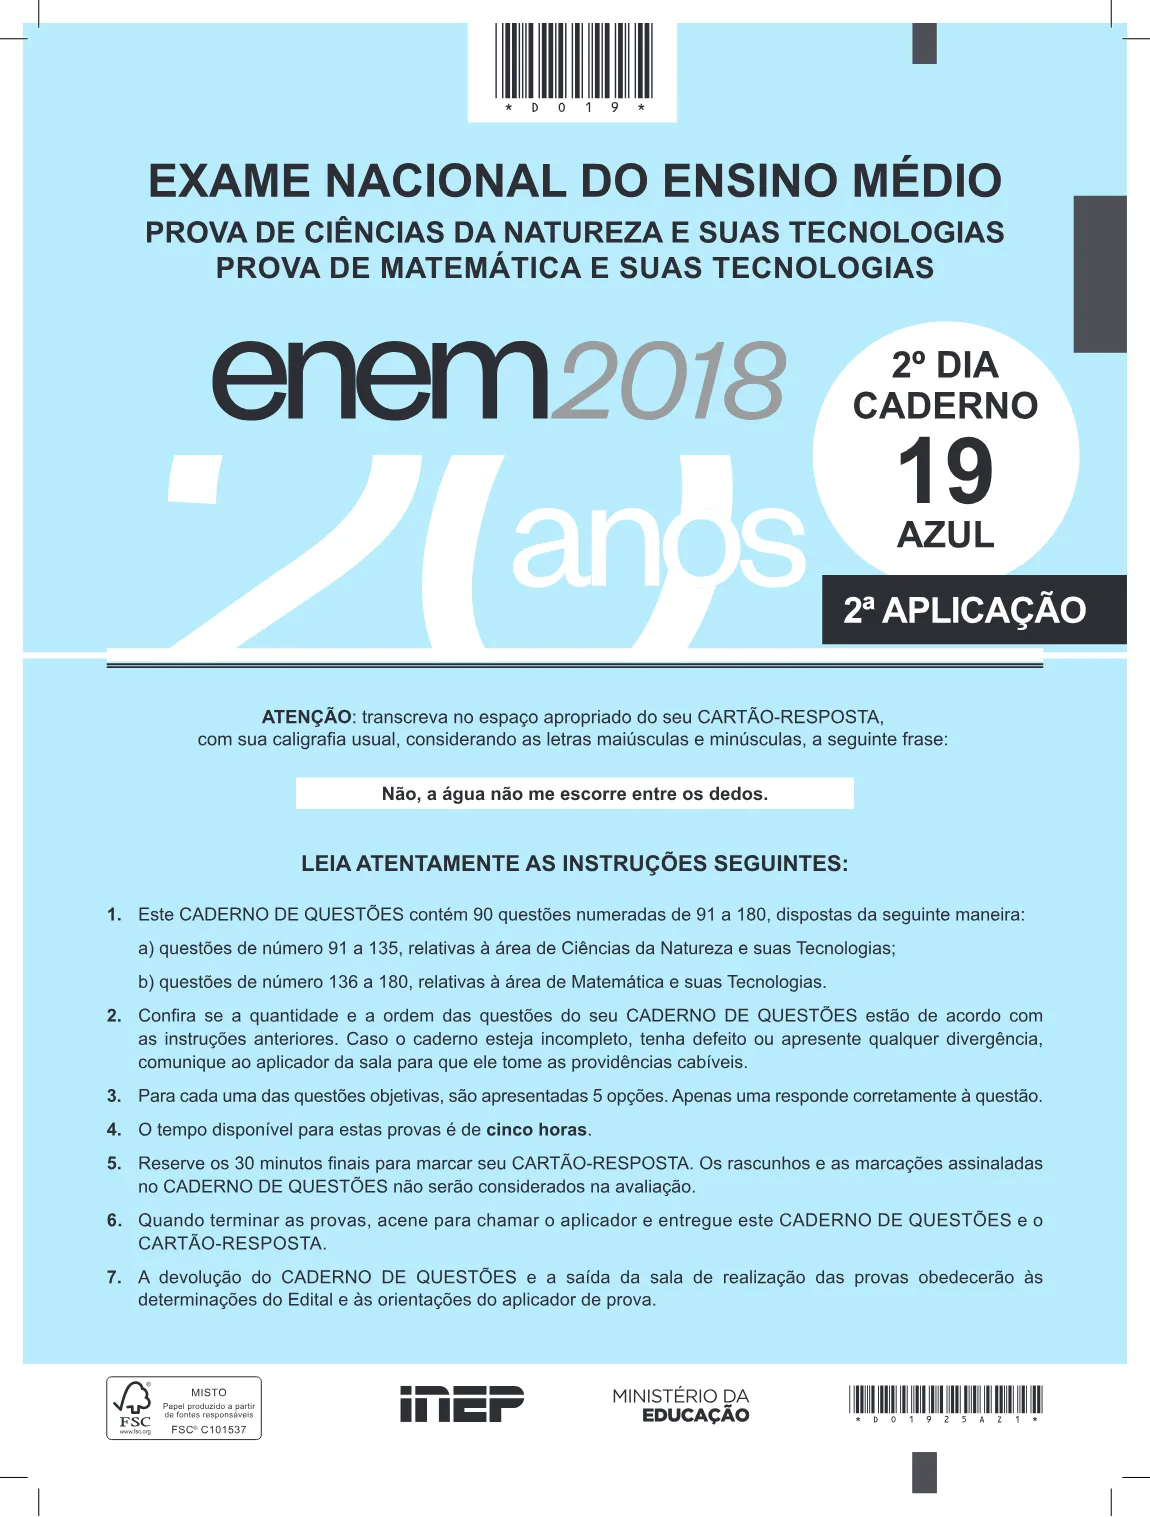 * D 0 1 9 *
EXAME NACIONAL DO ENSINO MÉDIO
PROVA DE CIÊNCIAS DA NATUREZA E SUAS TECNOLOGIAS
PROVA DE MATEMÁTICA E SUAS TECNOLOGIAS
enem2018
20 anos
2º DIA
CADERNO
19
AZUL
2ª APLICAÇÃO
ATENÇÃO: transcreva no espaço apropriado do seu CARTÃO-RESPOSTA,
com sua caligrafia usual, considerando as letras maiúsculas e minúsculas, a seguinte frase:
Não, a água não me escorre entre os dedos.
LEIA ATENTAMENTE AS INSTRUÇÕES SEGUINTES:
1. Este CADERNO DE QUESTÕES contém 90 questões numeradas de 91 a 180, dispostas da seguinte maneira:
a) questões de número 91 a 135, relativas à área de Ciências da Natureza e suas Tecnologias;
b) questões de número 136 a 180, relativas à área de Matemática e suas Tecnologias.
2. Confira se a quantidade e a ordem das questões do seu CADERNO DE QUESTÕES estão de acordo com
as instruções anteriores. Caso o caderno esteja incompleto, tenha defeito ou apresente qualquer divergência,
comunique ao aplicador da sala para que ele tome as providências cabíveis.
3. Para cada uma das questões objetivas, são apresentadas 5 opções. Apenas uma responde corretamente à questão.
4. O tempo disponível para estas provas é de cinco horas.
5. Reserve os 30 minutos finais para marcar seu CARTÃO-RESPOSTA. Os rascunhos e as marcações assinaladas
no CADERNO DE QUESTÕES não serão considerados na avaliação.
6. Quando terminar as provas, acene para chamar o aplicador e entregue este CADERNO DE QUESTÕES e o
CARTÃO-RESPOSTA.
7. A devolução do CADERNO DE QUESTÕES e a saída da sala de realização das provas obedecerão às
determinações do Edital e às orientações do aplicador de prova.
FSC
www.fsc.org
MISTO
Papel produzido a partir
de fontes responsáveis
FSC® C101537
INEP
MINISTÉRIO DA
EDUCAÇÃO
* D 0 1 9 2 5 A Z 1 *